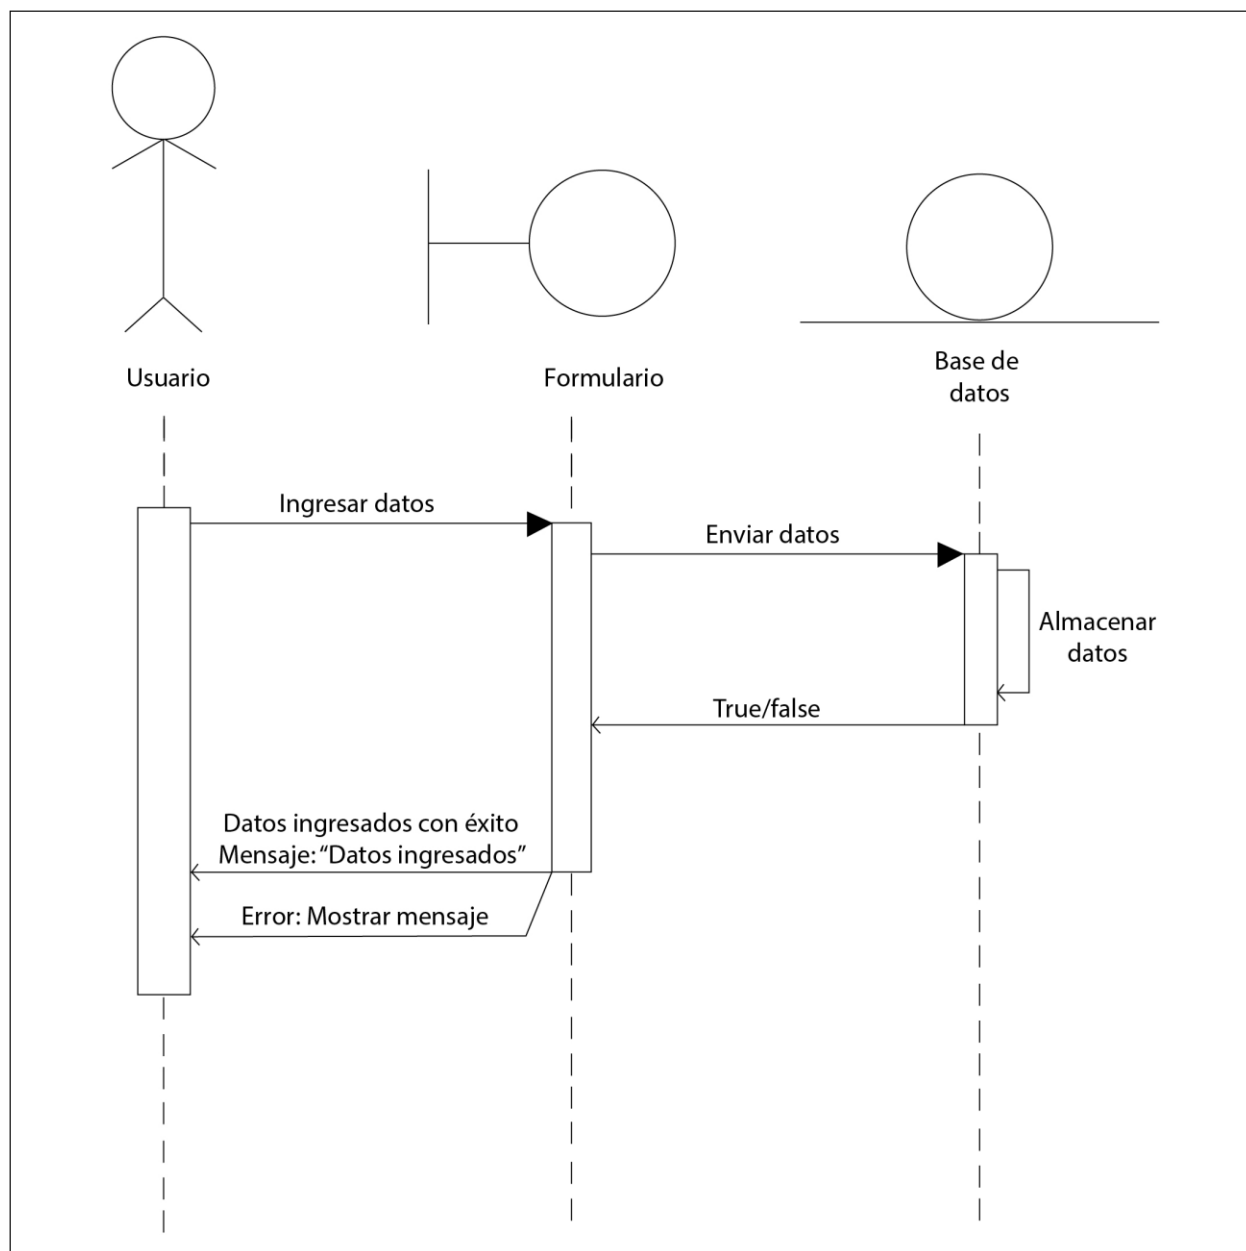 Usuario
Formulario
Base de
datos
Ingresar datos
Enviar datos
Almacenar
datos
True/false
Datos ingresados con éxito
Mensaje: “Datos ingresados”
Error: Mostrar mensaje